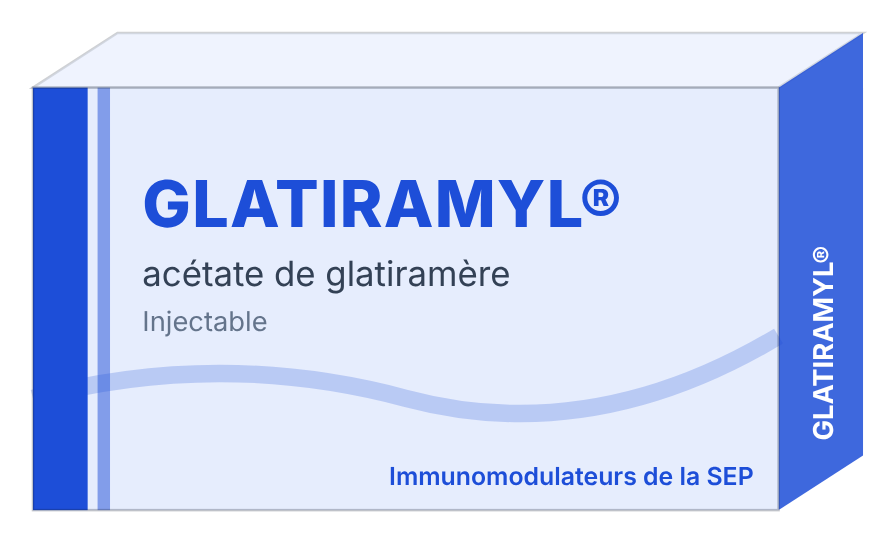 GLATIRAMYL®
acétate de glatiramère
Injectable
Immunomodulateurs de la SEP
GLATIRAMYL®